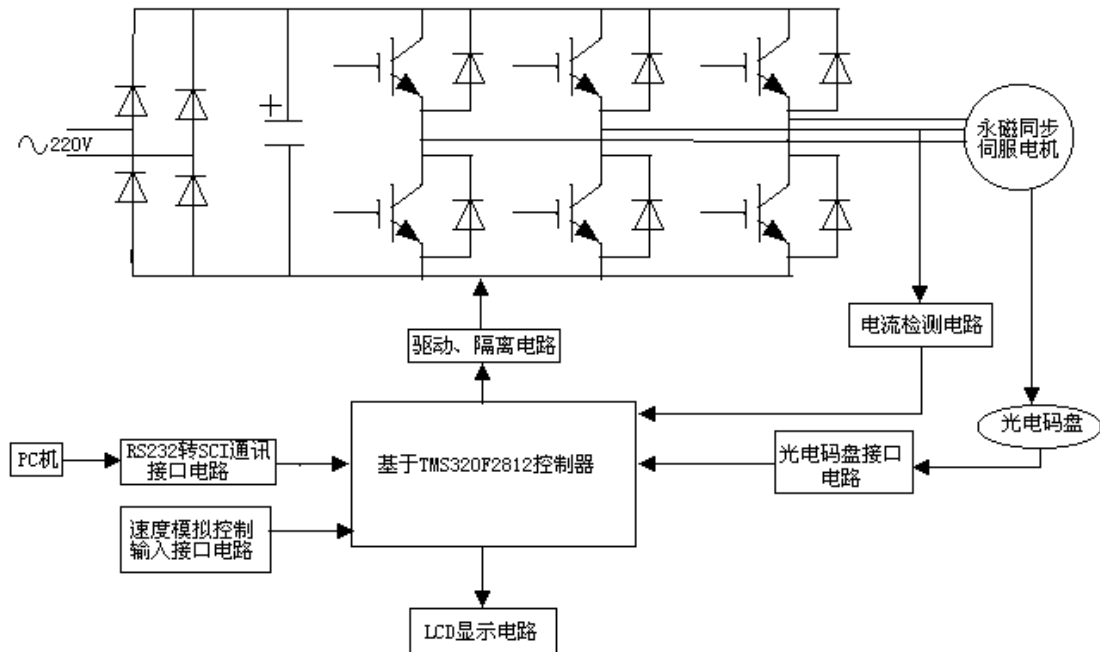 220V
永磁同步
伺服电机
电流检测电路
驱动、隔离电路
光电码盘
PC机
RS232转SCI通讯
接口电路
基于TMS320F2812控制器
光电码盘接口
电路
速度模拟控制
输入接口电路
LCD显示电路